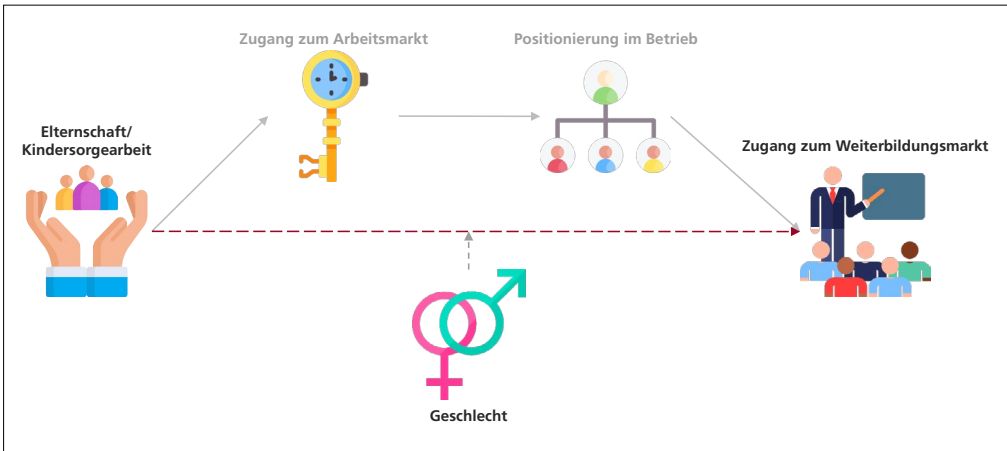 Zugang zum Arbeitsmarkt
Positionierung im Betrieb
Elternschaft/
Kindersorgearbeit
Zugang zum Weiterbildungsmarkt
Geschlecht